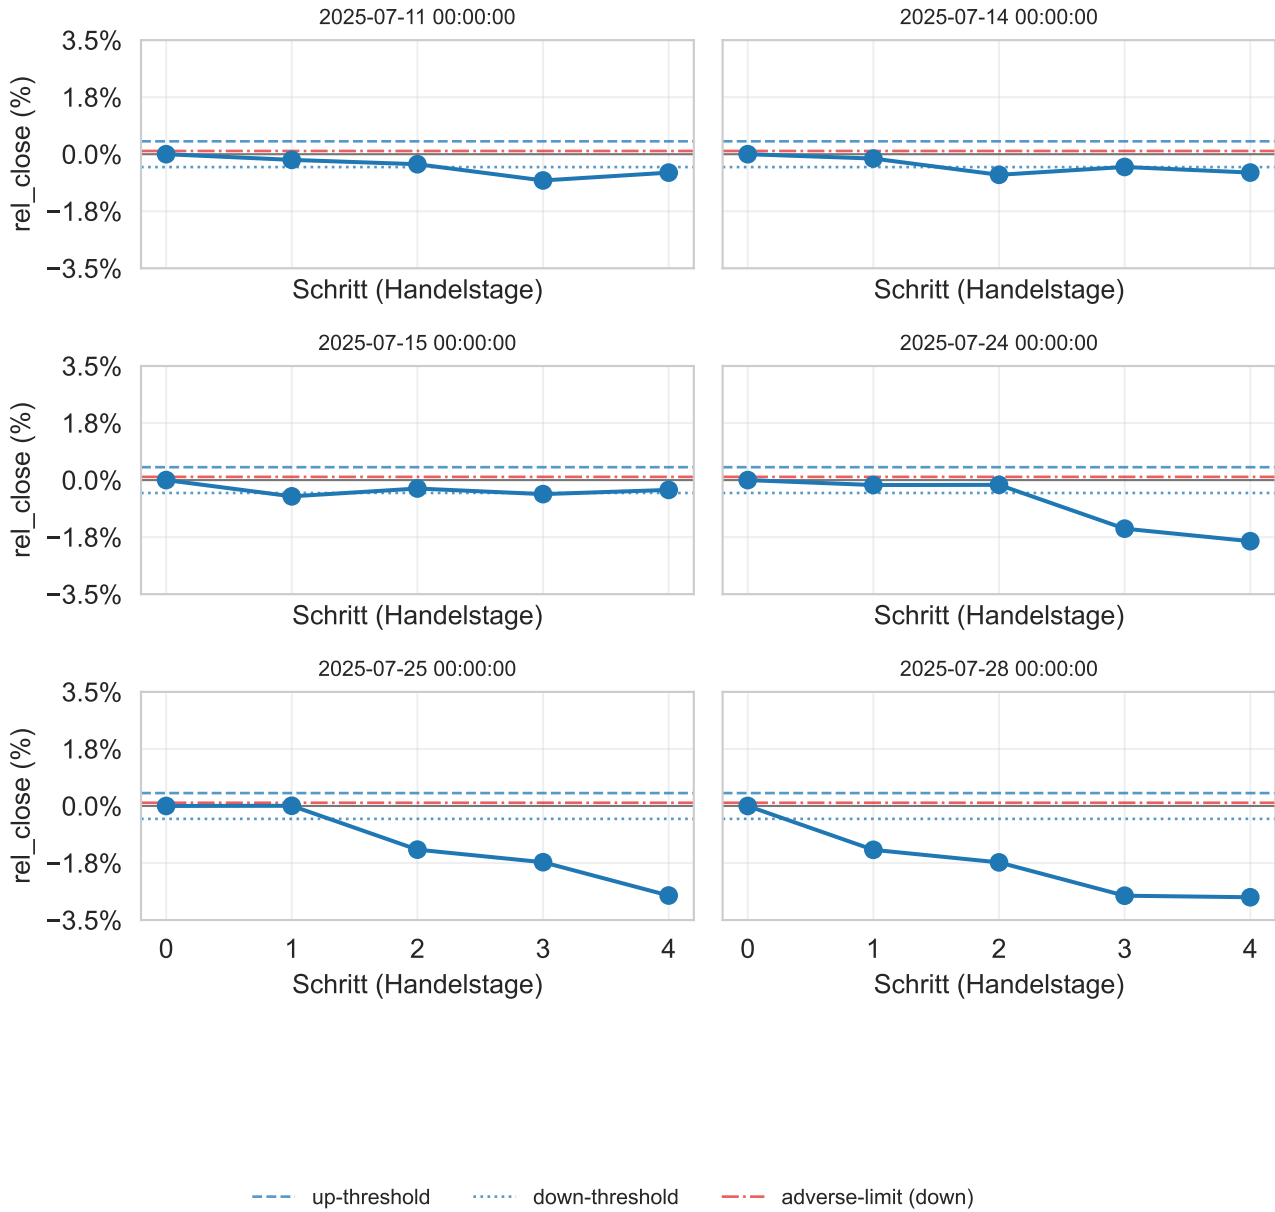 2025-07-11 00:00:00
2025-07-14 00:00:00
3.5%
1.8%
0.0%
−1.8%
−3.5%
rel_close (%)
Schritt (Handelstage)
Schritt (Handelstage)
2025-07-15 00:00:00
2025-07-24 00:00:00
3.5%
1.8%
0.0%
−1.8%
−3.5%
rel_close (%)
Schritt (Handelstage)
Schritt (Handelstage)
2025-07-25 00:00:00
2025-07-28 00:00:00
3.5%
1.8%
0.0%
−1.8%
−3.5%
rel_close (%)
0 1 2 3 4
0 1 2 3 4
Schritt (Handelstage)
Schritt (Handelstage)
up-threshold
down-threshold
adverse-limit (down)